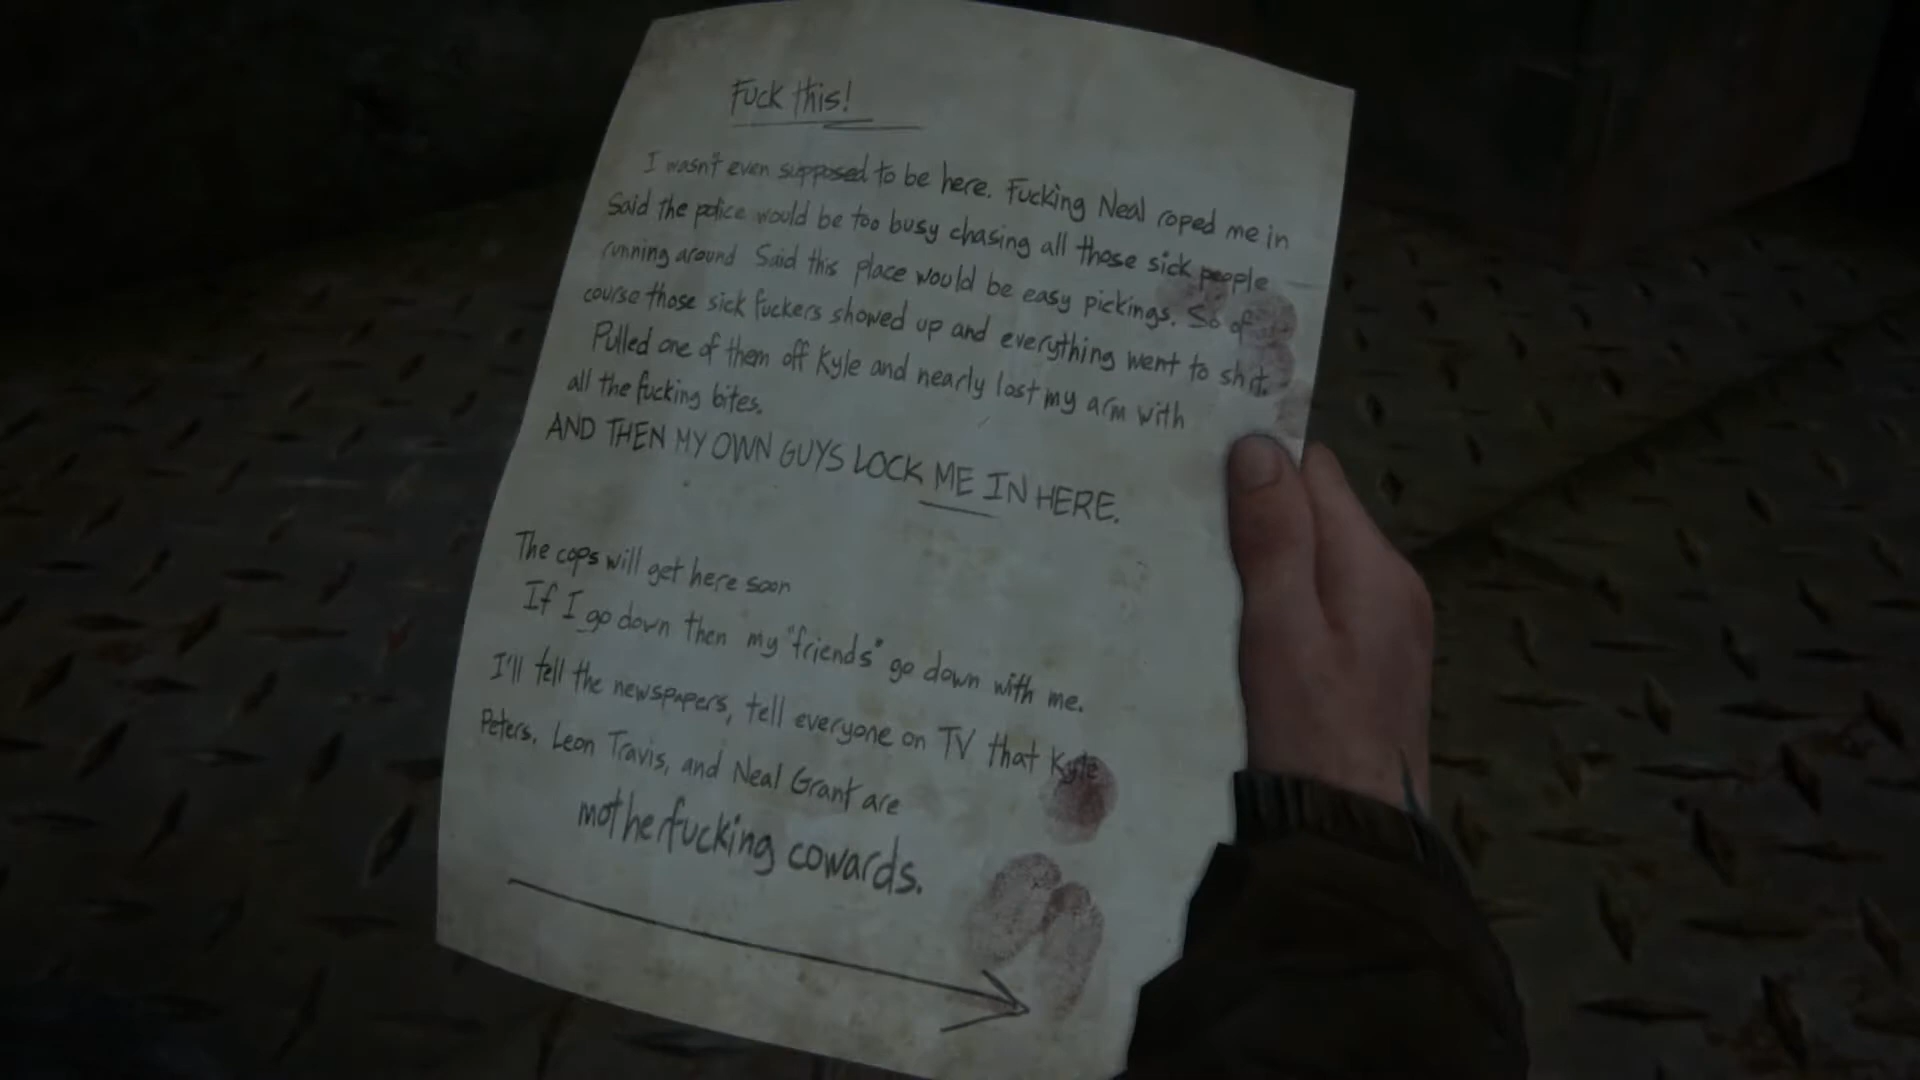 Fuck this!
I wasn't even supposed to be here. Fucking Neal roped me in
Said the police would be too busy chasing all those sick people
running around Said this place would be easy pickings. So of
course those sick fuckers showed up and everything went to shit.
Pulled one of them off Kyle and nearly lost my arm with
all the fucking bites.
AND THEN MY OWN GUYS LOCK ME IN HERE.
The cops will get here soon
If I go down then my "friends" go down with me.
I'll tell the newspapers, tell everyone on TV that Kyle
Peters, Leon Travis, and Neal Grant are
motherfucking cowards.